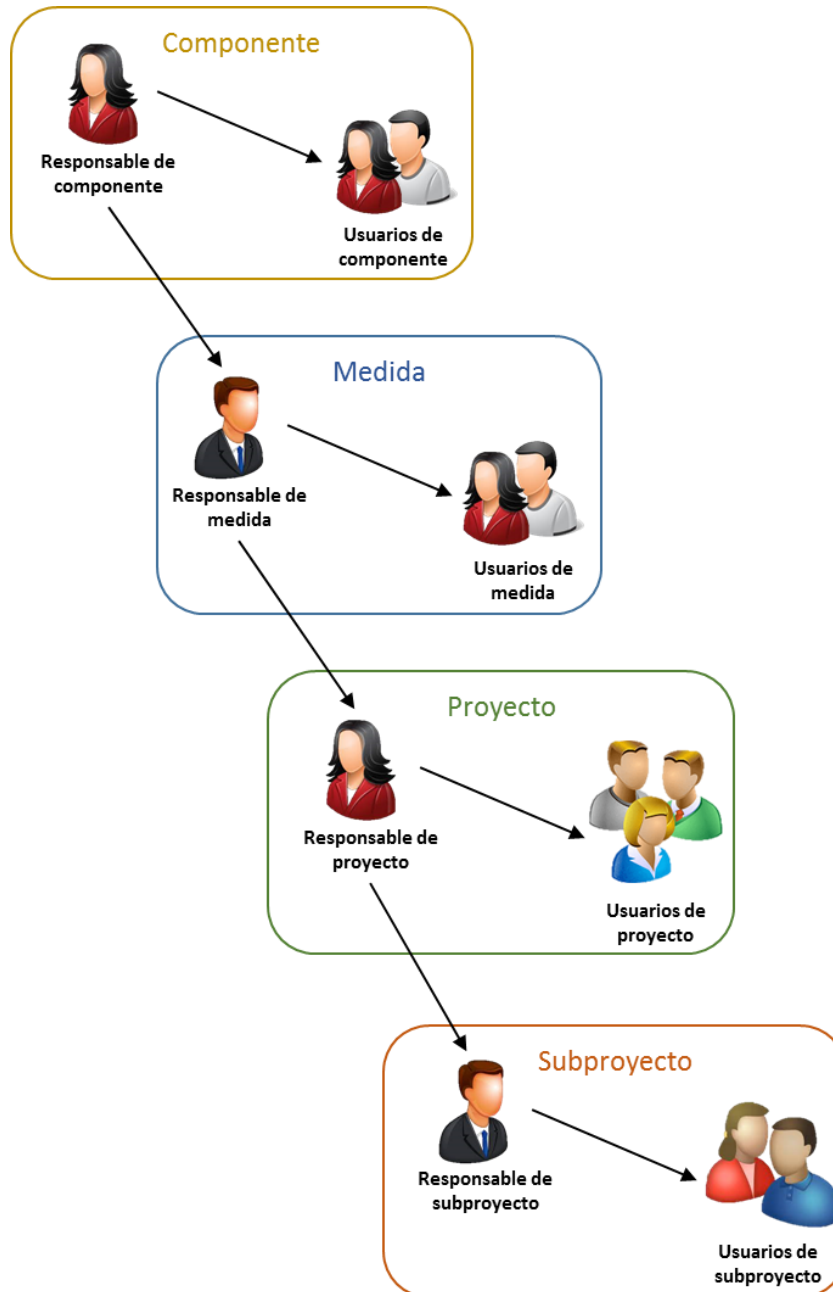 Componente
Responsable de
componente
Usuarios de
componente
Medida
Responsable de
medida
Usuarios de
medida
Proyecto
Responsable de
proyecto
Usuarios de
proyecto
Subproyecto
Responsable de
subproyecto
Usuarios de
subproyecto